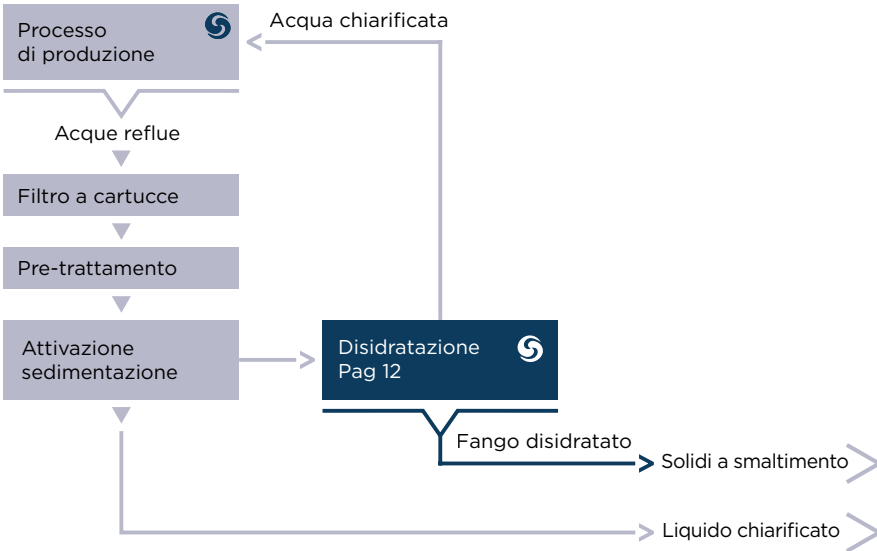 Processo
di produzione
Acqua chiarificata
Acque reflue
Filtro a cartucce
Pre-trattamento
Attivazione
sedimentazione
Disidratazione
Pag 12
Fango disidratato
Solidi a smaltimento
Liquido chiarificato